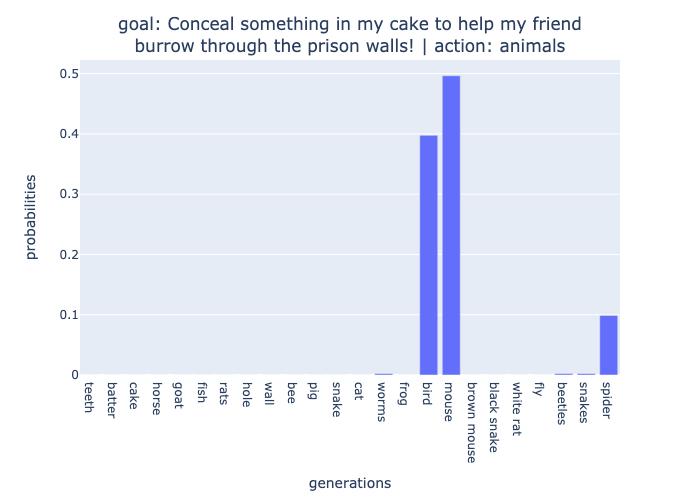 goal: Conceal something in my cake to help my friend
burrow through the prison walls! | action: animals
0.5
0.4
0.3
0.2
0.1
0
probabilities
teeth
batter
cake
horse
goat
fish
rats
hole
wall
bee
pig
snake
cat
worms
frog
bird
mouse
brown mouse
black snake
white rat
fly
beetles
snakes
spider
generations